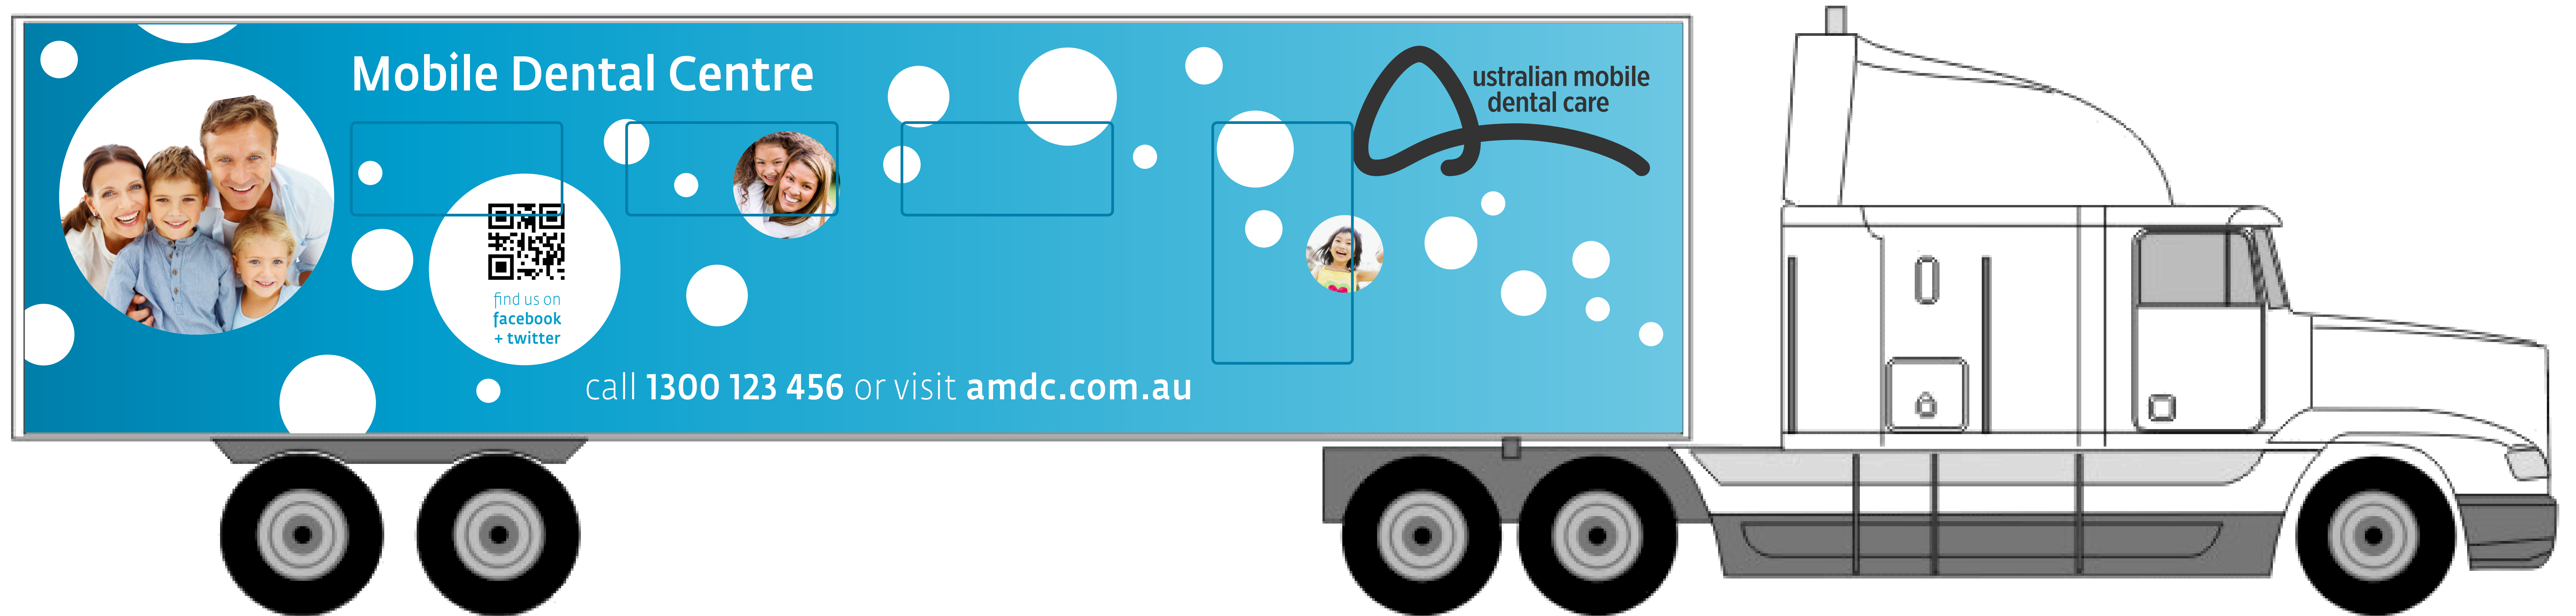 Mobile Dental Centre
ustralian mobile
dental care
find us on
facebook
+ twitter
call 1300 123 456 or visit amdc.com.au